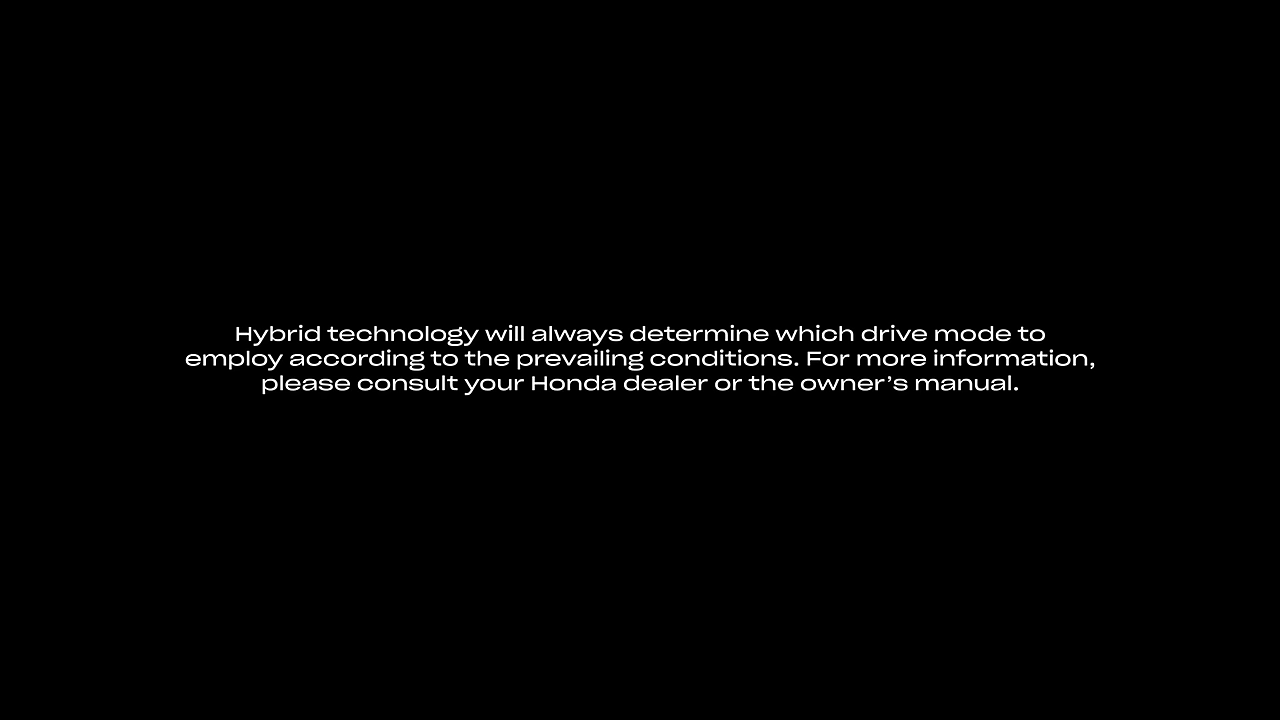 Hybrid technology will always determine which drive mode to
employ according to the prevailing conditions. For more information,
please consult your Honda dealer or the owner’s manual.